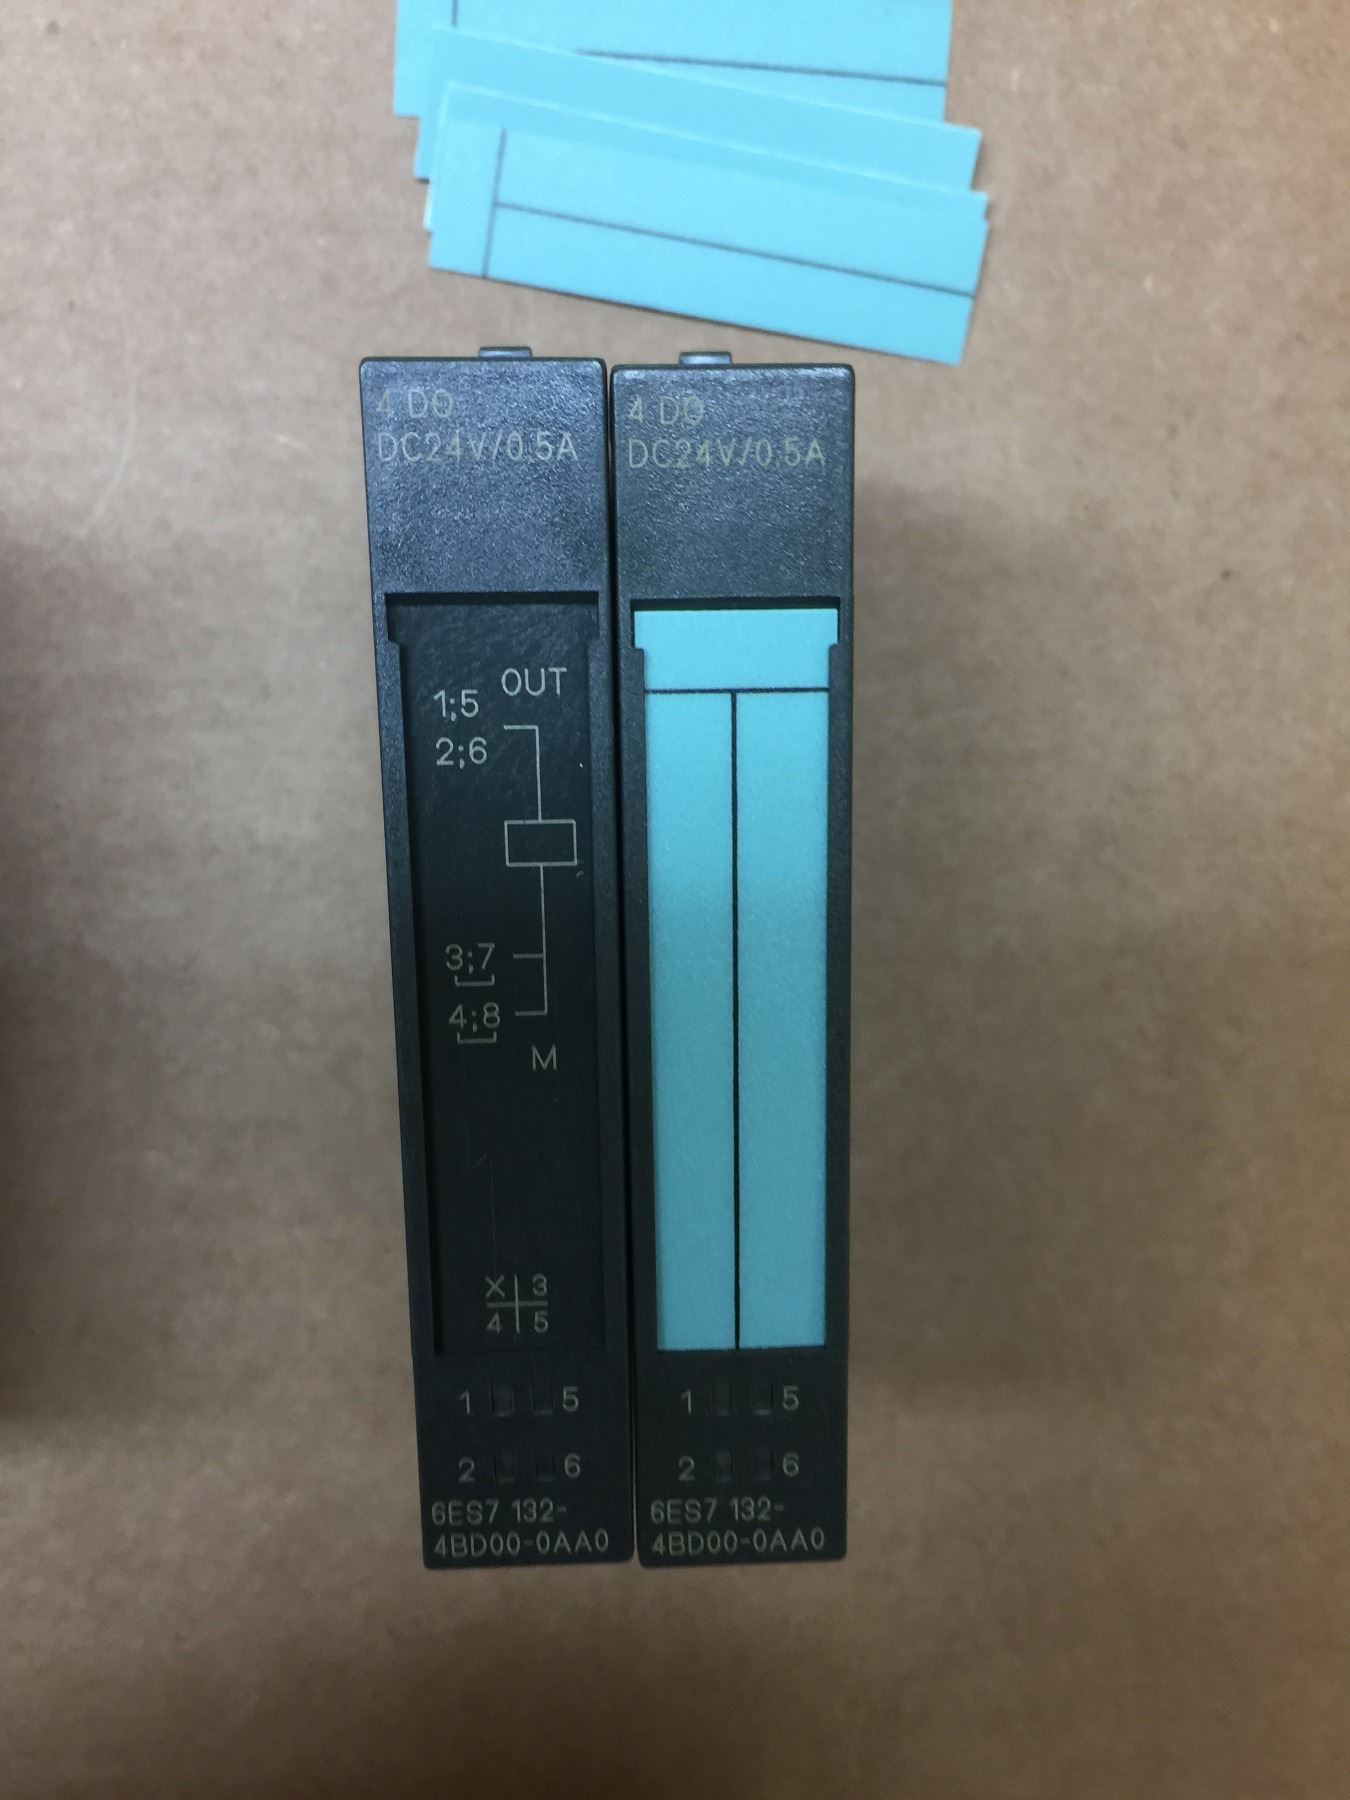 4 DO
DC24V/0.5A
OUT
1;5
2;6
3;7
4;8
M
X 3
4 5
1 5
2 6
6ES7 132-
4BD00-0AA0
4 DO
DC24V/0.5A
1 5
2 6
6ES7 132-
4BD00-0AA0